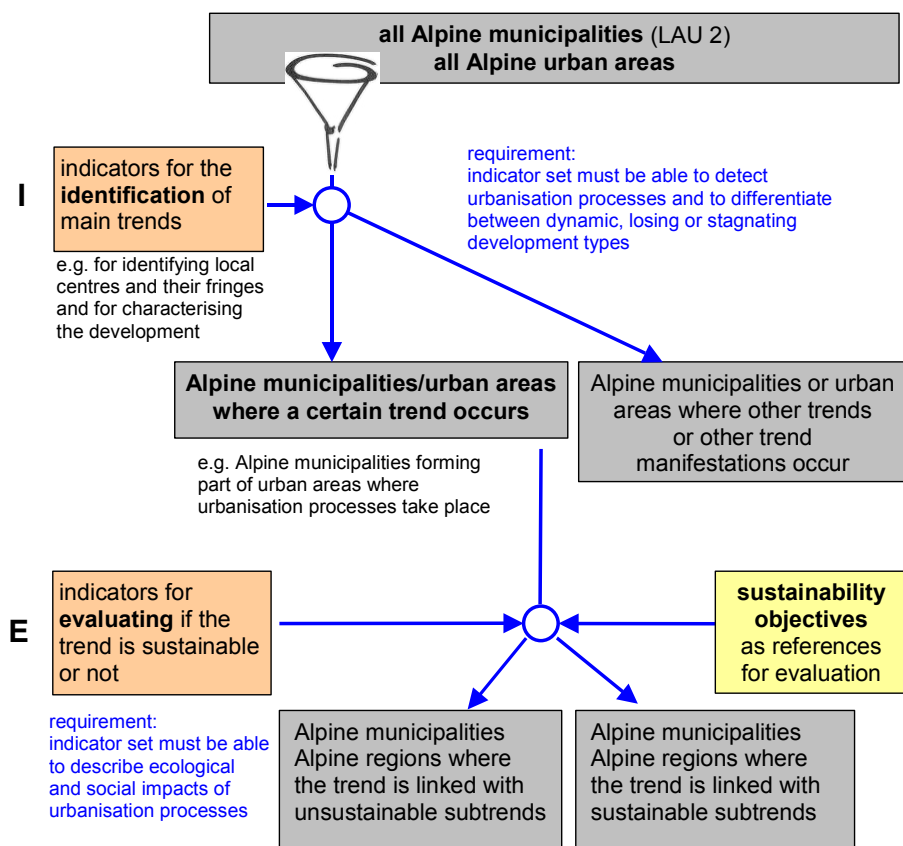 all Alpine municipalities (LAU 2)
all Alpine urban areas
I
indicators for the
identification of
main trends
e.g. for identifying local
centres and their fringes
and for characterising
the development
requirement:
indicator set must be able to detect
urbanisation processes and to differentiate
between dynamic, losing or stagnating
development types
Alpine municipalities/urban areas
where a certain trend occurs
Alpine municipalities or urban
areas where other trends
or other trend
manifestations occur
e.g. Alpine municipalities forming
part of urban areas where
urbanisation processes take place
E
indicators for
evaluating if the
trend is sustainable
or not
sustainability
objectives
as references
for evaluation
requirement:
indicator set must be able
to describe ecological
and social impacts of
urbanisation processes
Alpine municipalities
Alpine regions where
the trend is linked with
unsustainable subtrends
Alpine municipalities
Alpine regions where
the trend is linked with
sustainable subtrends